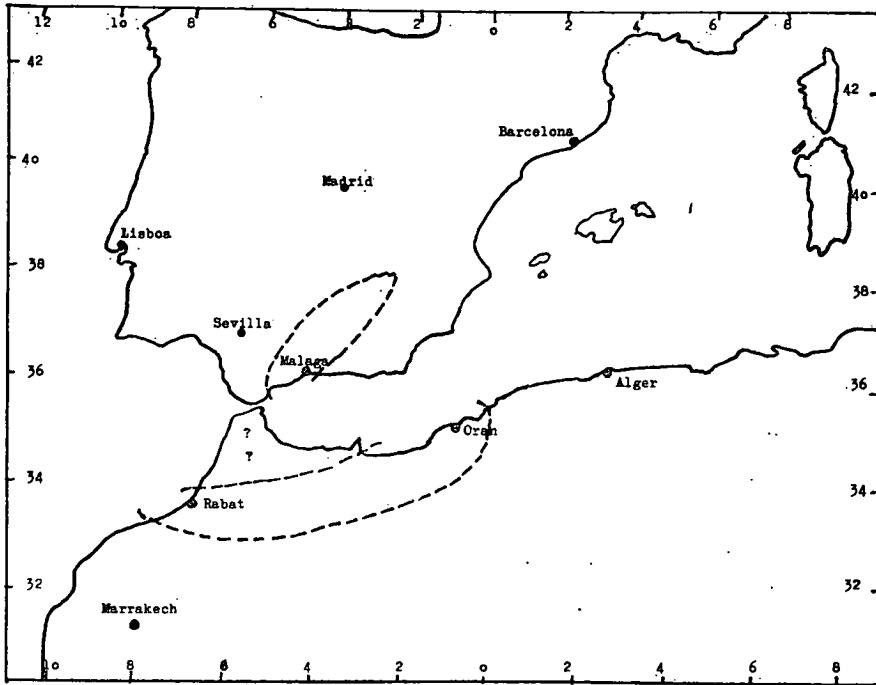 12 10 8 6 4 2 0 2 4 6 8
42 42
Barcelona
40 Madrid 40
Lisboa
38 38
Sevilla
Malaga
36 36
Alger
Oran
?
?
34 34
Rabat
32 32
Marrakech
10 8 6 4 2 0 2 4 6 8